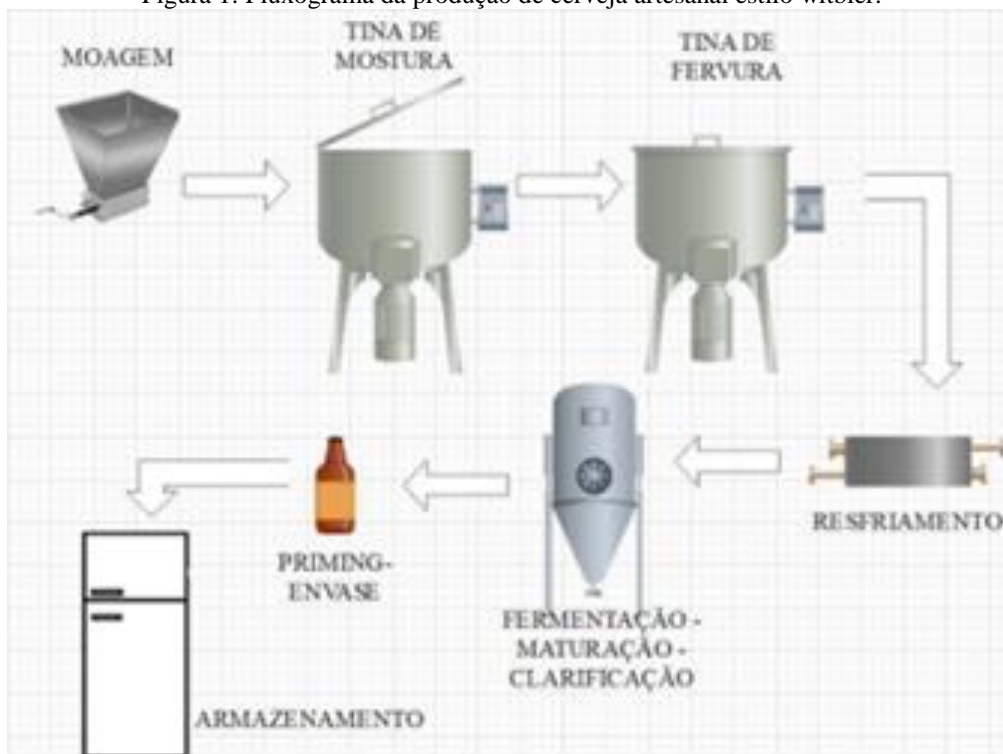 Figura 1: Fluxograma da produção de cerveja artesanal estilo witbier.
MOAGEM
TINA DE
MOSTURA
TINA DE
FERVURA
RESFRIAMENTO
FERMENTAÇÃO -
MATURAÇÃO -
CLARIFICAÇÃO
PRIMING-
ENVASE
ARMAZENAMENTO